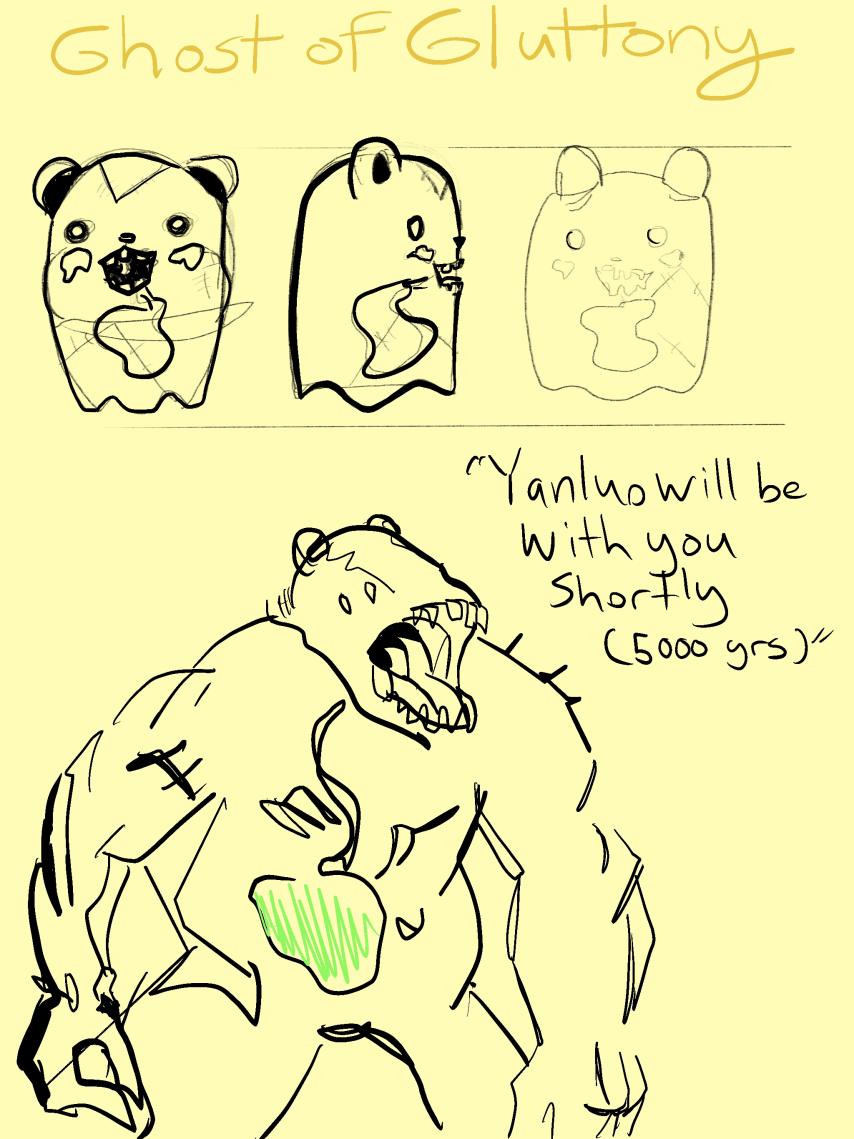 Ghost of Gluttony
"Yanluo will be
with you
shortly
(5000 yrs)"